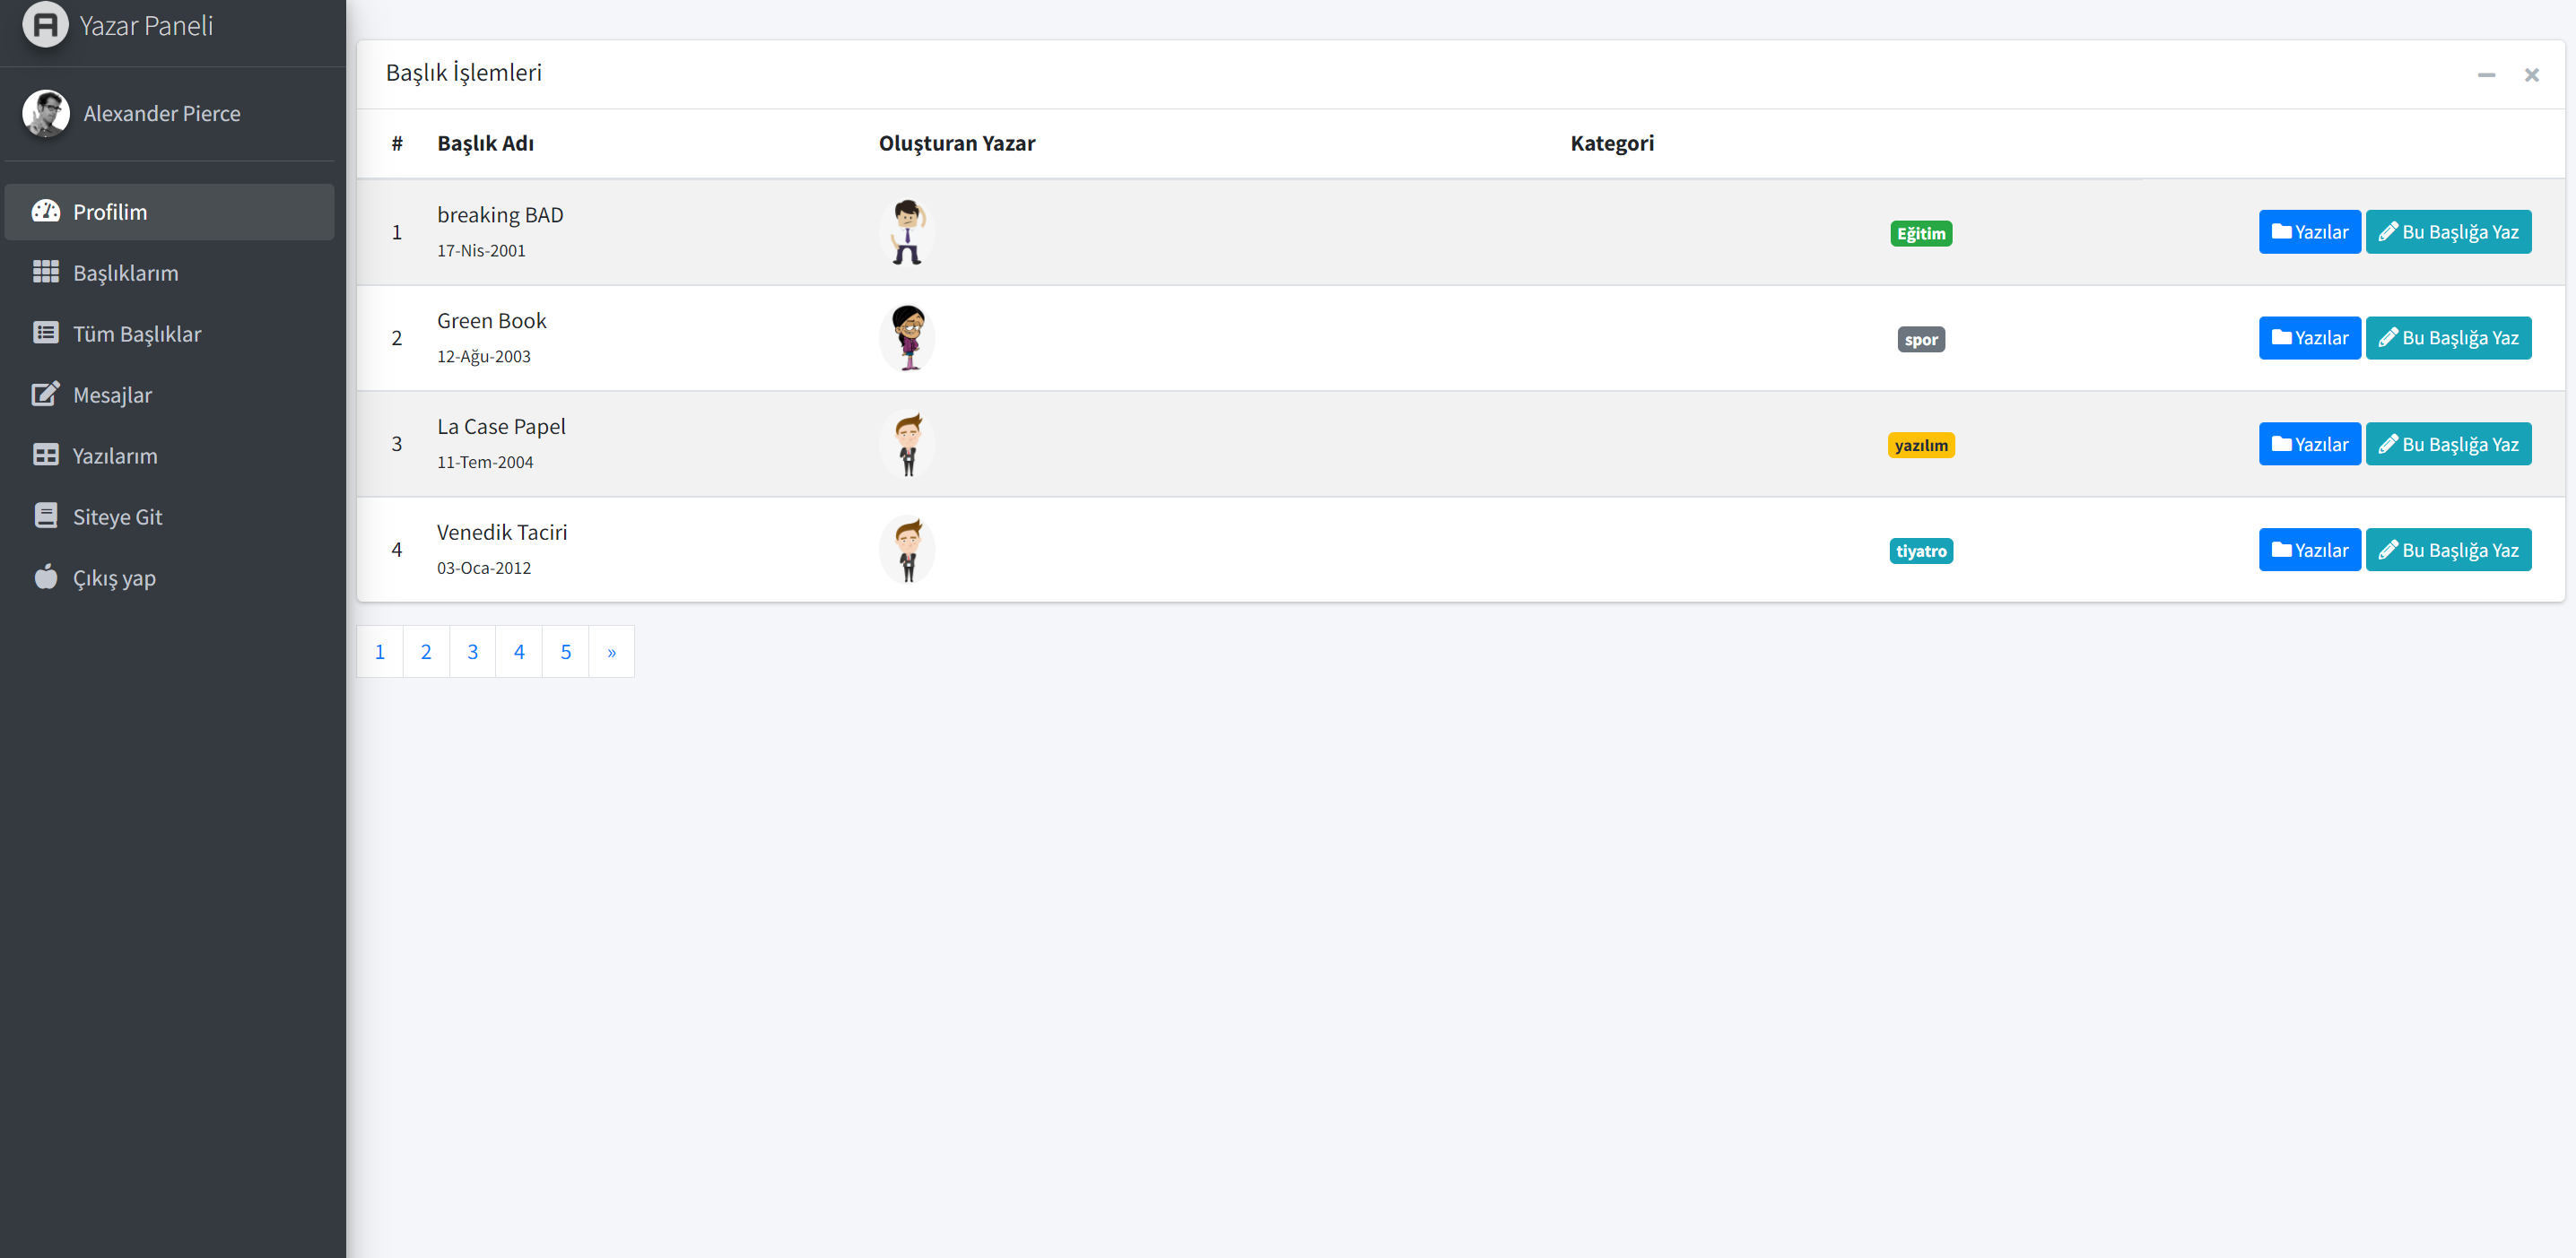 Yazar Paneli
Alexander Pierce
Profilim
Başlıklarım
Tüm Başlıklar
Mesajlar
Yazılarım
Siteye Git
Çıkış yap
Başlık İşlemleri
# Başlık Adı Oluşturan Yazar Kategori
1 breaking BAD Eğitim Yazılar Bu Başlığa Yaz
17-Nis-2001
2 Green Book spor Yazılar Bu Başlığa Yaz
12-Ağu-2003
3 La Case Papel yazılım Yazılar Bu Başlığa Yaz
11-Tem-2004
4 Venedik Taciri tiyatro Yazılar Bu Başlığa Yaz
03-Oca-2012
1 2 3 4 5 »